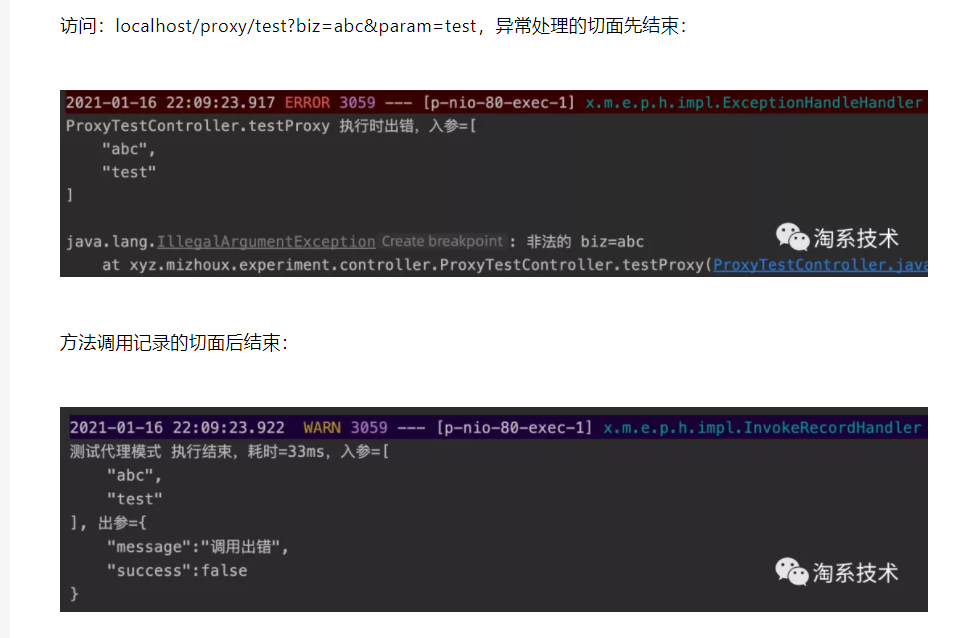 访问：localhost/proxy/test?biz=abc&param=test，异常处理的切面先结束：
2021-01-16 22:09:23.917 ERROR 3059 --- [p-nio-80-exec-1] x.m.e.p.h.impl.ExceptionHandleHandler
ProxyTestController.testProxy 执行时出错，入参=[
"abc",
"test"
]
java.lang.IllegalArgumentException Create breakpoint : 非法的 biz=abc
淘系技术
at xyz.mizhoux.experiment.controller.ProxyTestController.testProxy(ProxyTestController.java
方法调用记录的切面后结束：
2021-01-16 22:09:23.922 WARN 3059 --- [p-nio-80-exec-1] x.m.e.p.h.impl.InvokeRecordHandler
测试代理模式 执行结束，耗时=33ms，入参=[
"abc",
"test"
], 出参={
"message":"调用出错",
"success":false
淘系技术
}